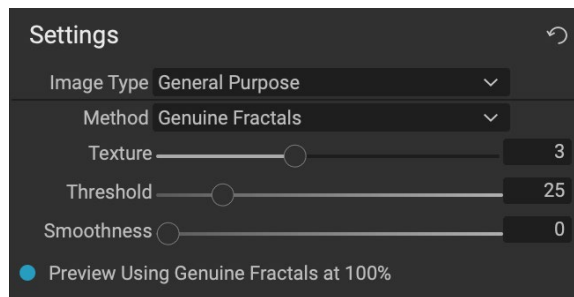 Settings
Image Type General Purpose
Method Genuine Fractals
Texture 3
Threshold 25
Smoothness 0
Preview Using Genuine Fractals at 100%